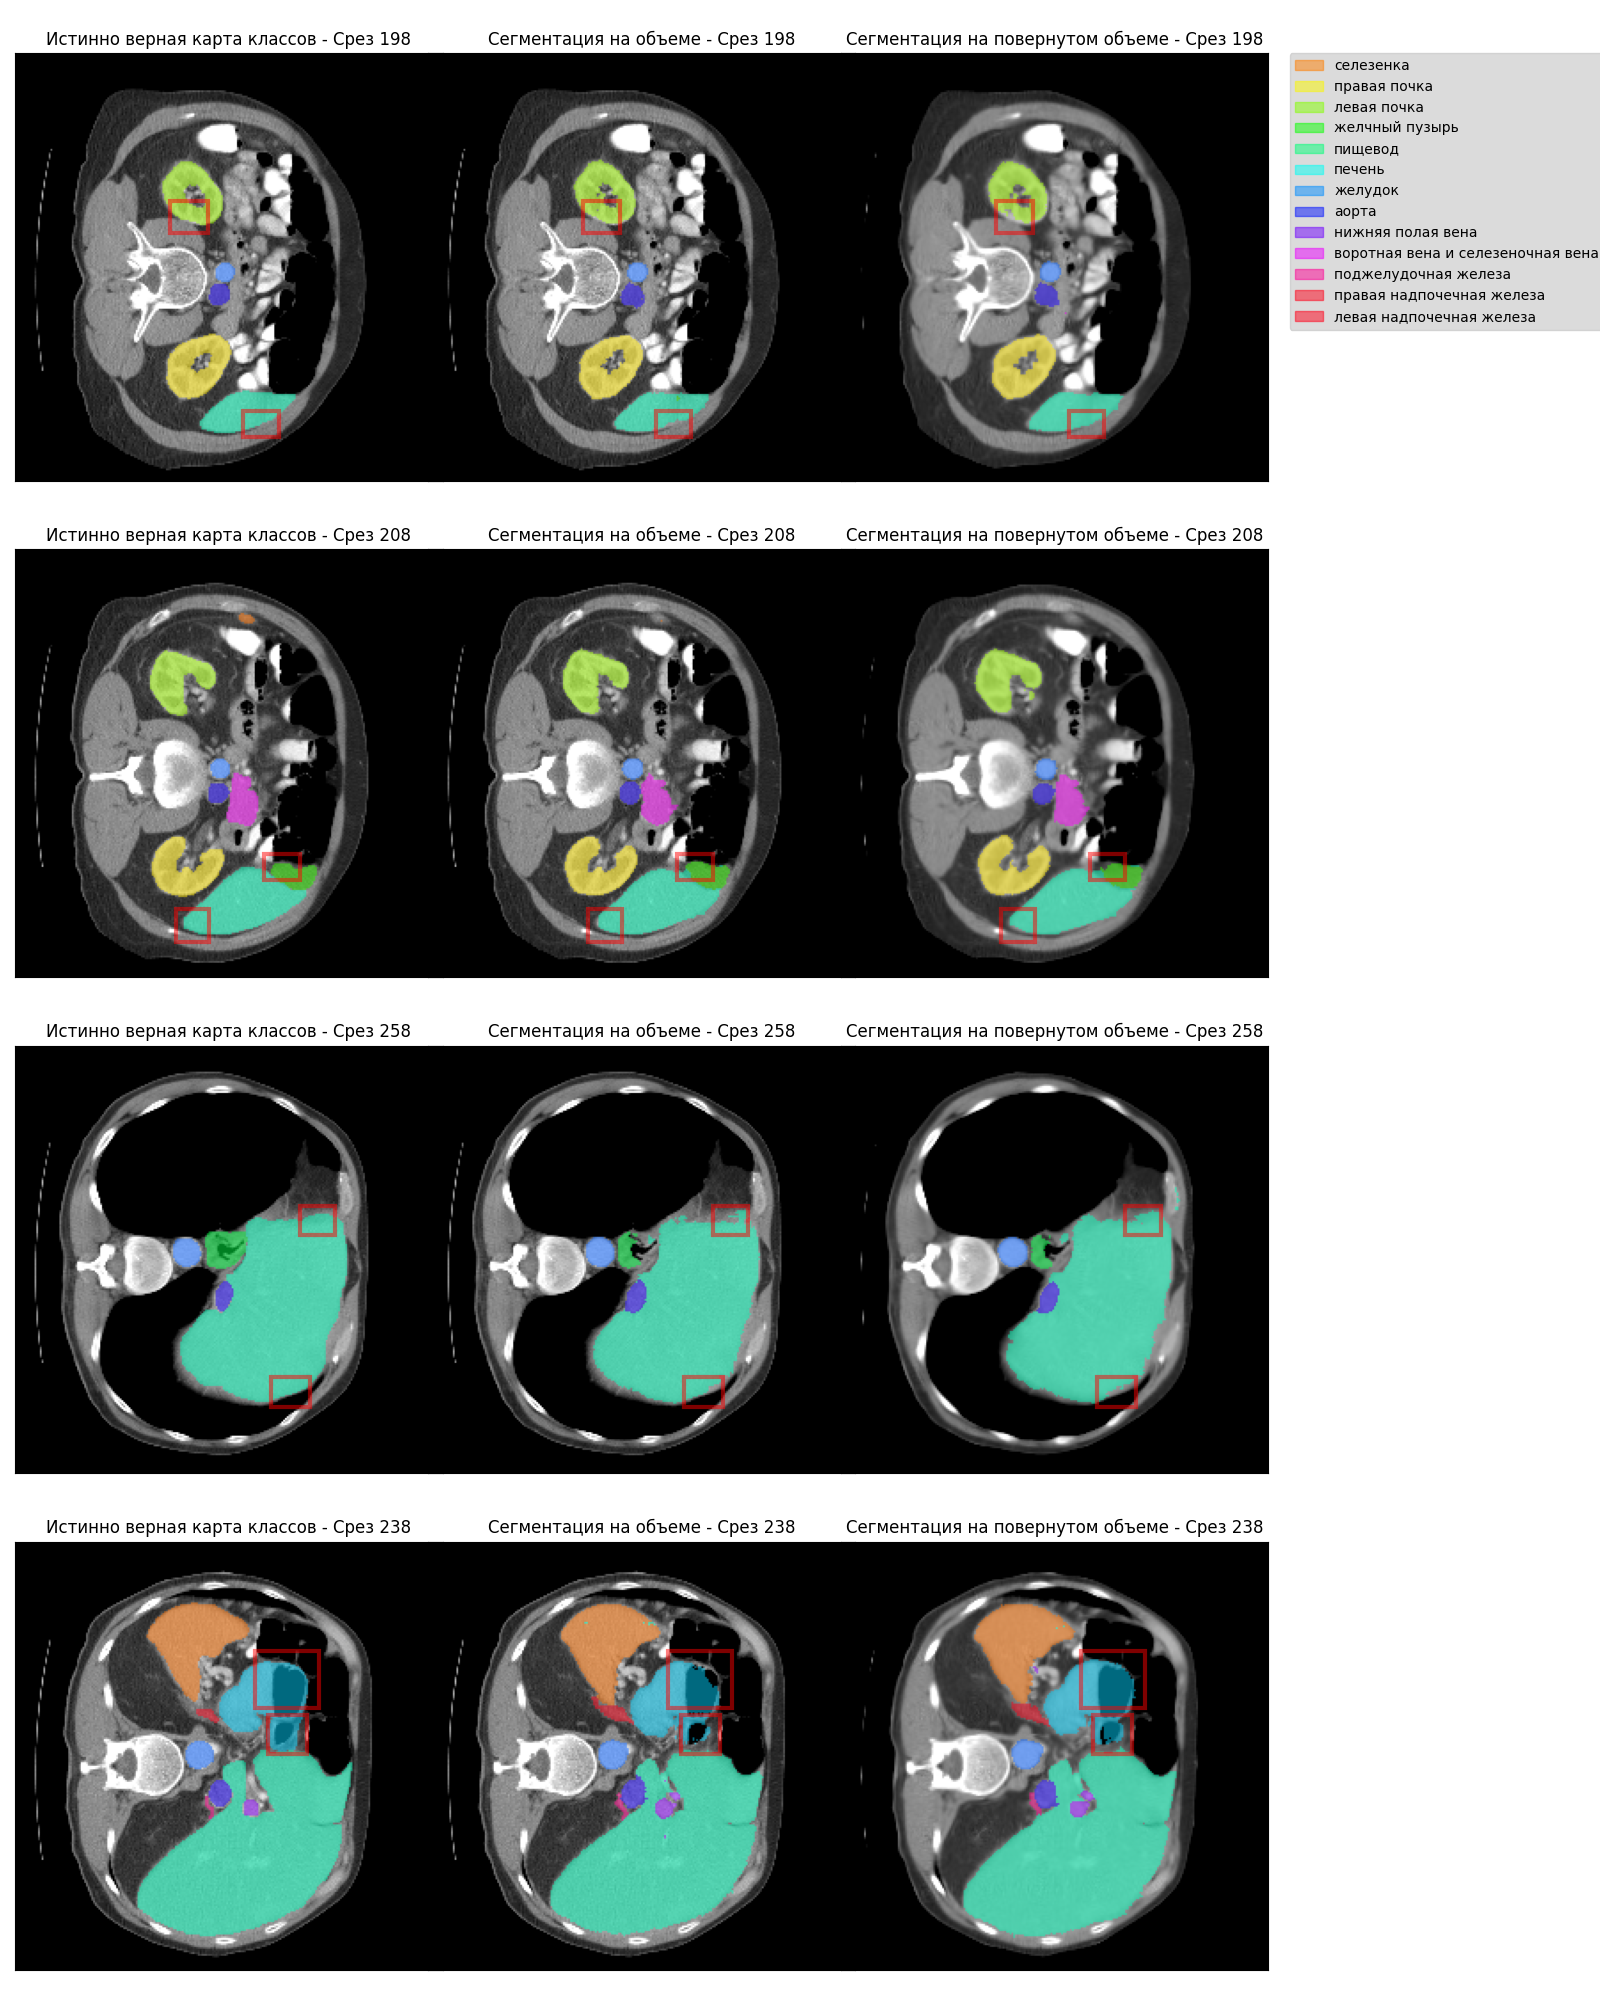 Истинно верная карта классов - Срез 198
Сегментация на объеме - Срез 198
Сегментация на повернутом объеме - Срез 198
селезенка
правая почка
левая почка
желчный пузырь
пищевод
печень
желудок
аорта
нижняя полая вена
воротная вена и селезеночная вена
поджелудочная железа
правая надпочечная железа
левая надпочечная железа
Истинно верная карта классов - Срез 208
Сегментация на объеме - Срез 208
Сегментация на повернутом объеме - Срез 208
Истинно верная карта классов - Срез 258
Сегментация на объеме - Срез 258
Сегментация на повернутом объеме - Срез 258
Истинно верная карта классов - Срез 238
Сегментация на объеме - Срез 238
Сегментация на повернутом объеме - Срез 238